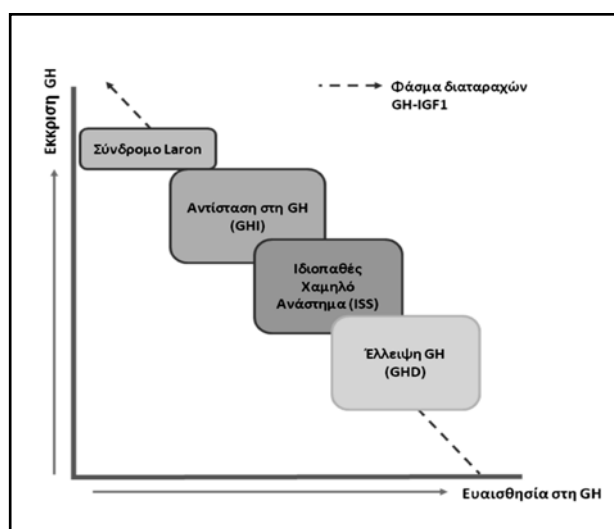 Εκκριση GH
Φάσμα διαταραχών
GH-IGF1
Σύνδρομο Laron
Αντίσταση στη GH
(GHI)
Ιδιοπαθές
Χαμηλό
Ανάστημα (ISS)
Έλλειψη GH
(GHD)
Ευαισθησία στη GH